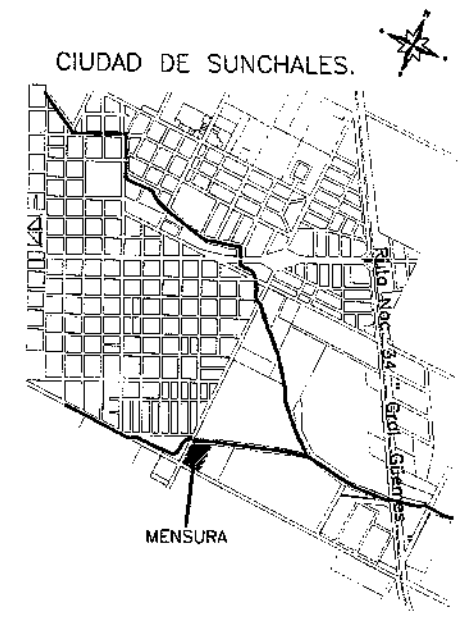 CIUDAD DE SUNCHALES.
Ruta Nac. 34 " Gral. Güemes"
MENSURA